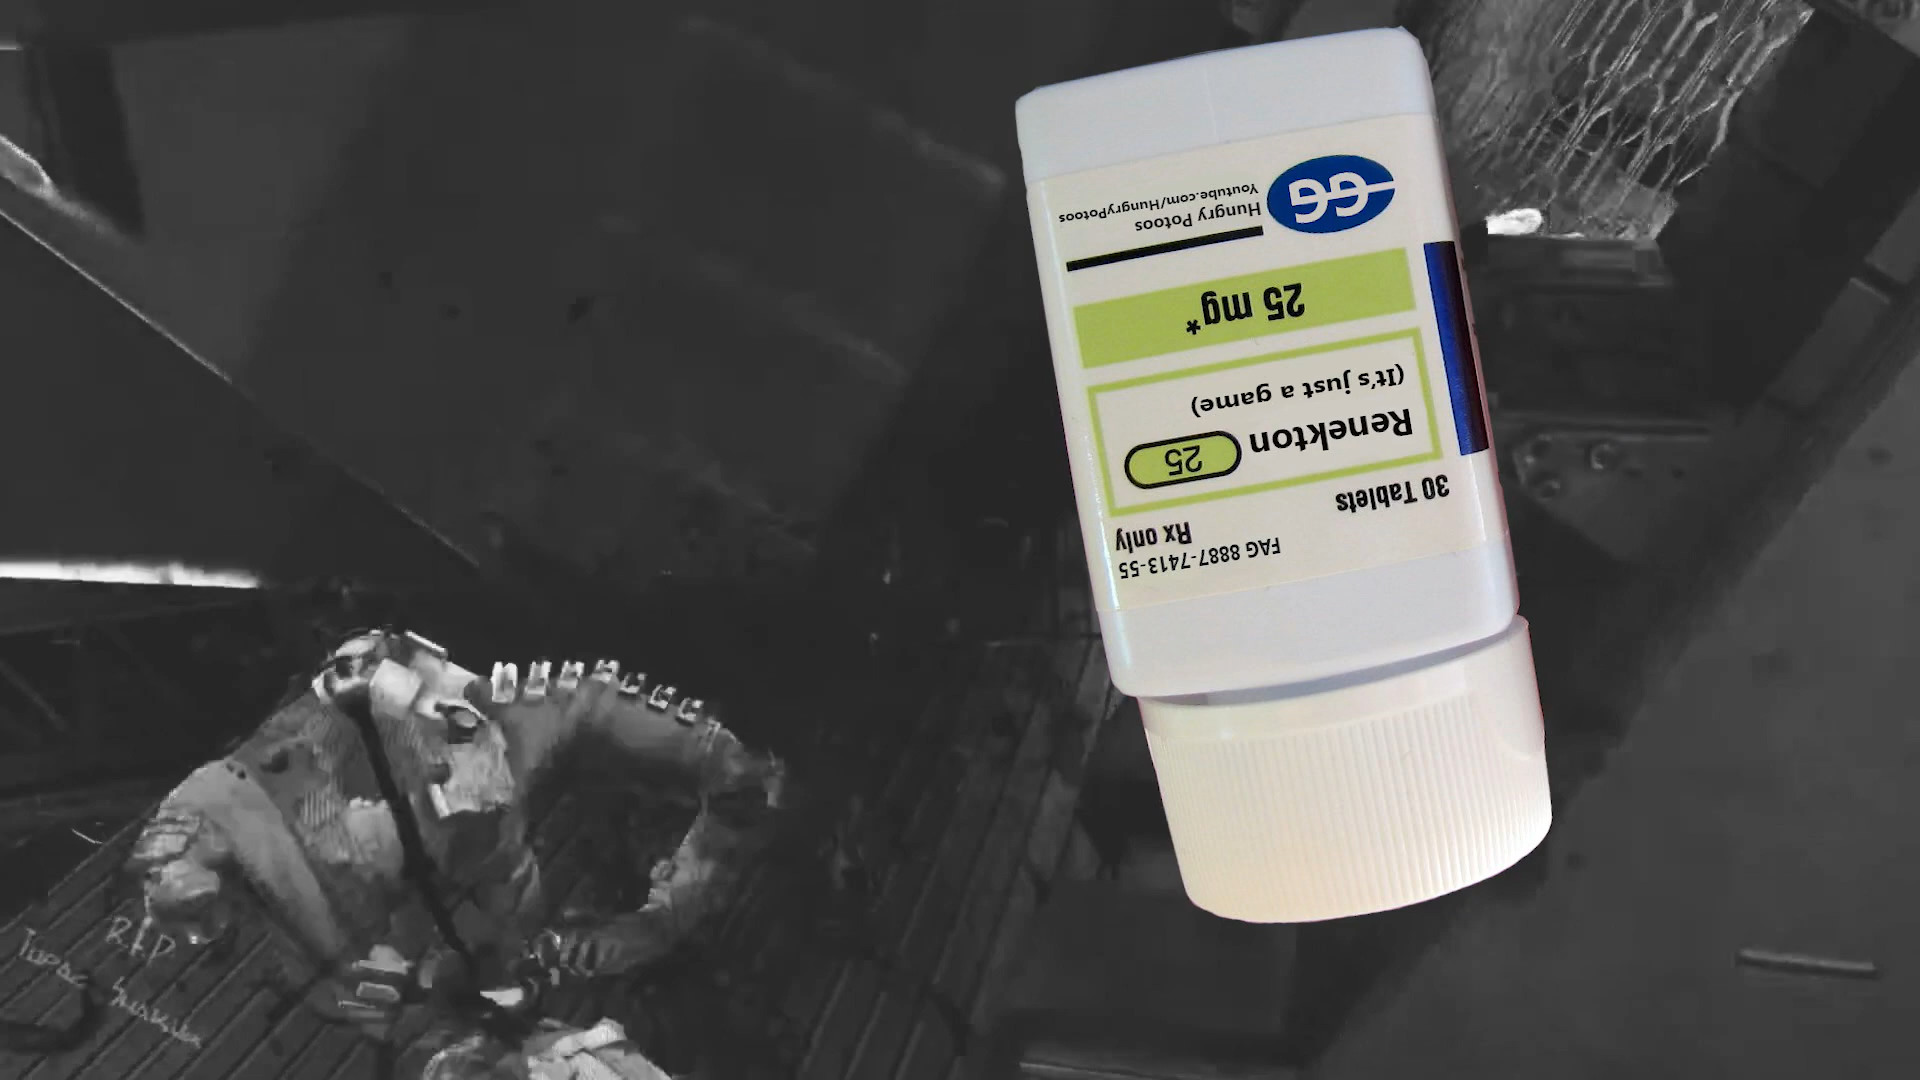 FAG 8887-7413-55
Rx only
30 Tablets
Renekton 25
(It's just a game)
25 mg*
Hungry Potoos
Youtube.com/HungryPotoos
GG
R.I.P
Tupac